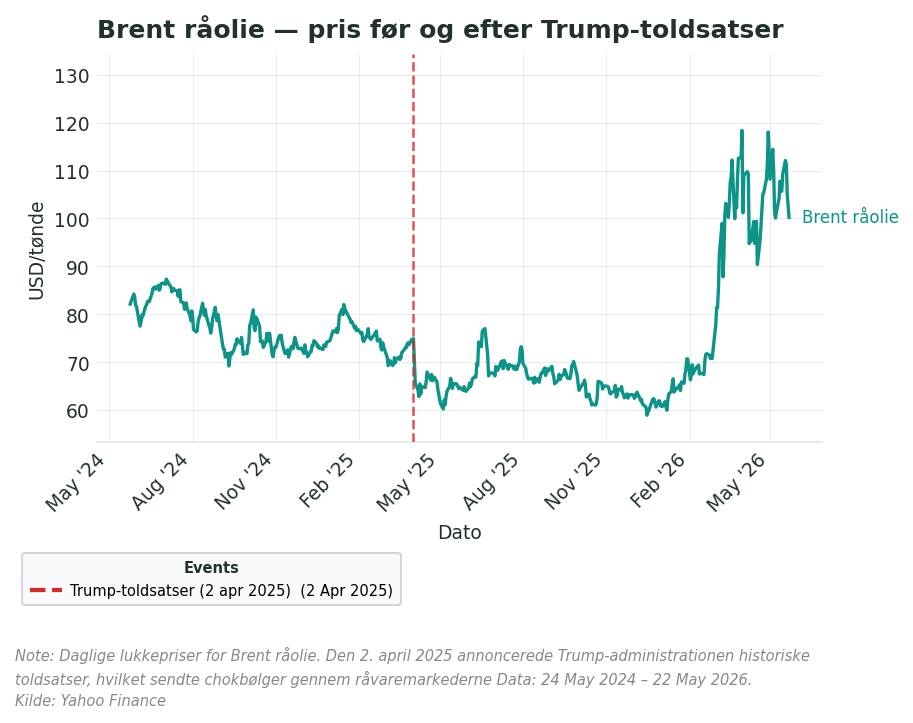 Brent råolie — pris før og efter Trump-toldsatser
130
120
110
100
90
80
70
60
USD/tønde
Brent råolie
May '24
Aug '24
Nov '24
Feb '25
May '25
Aug '25
Nov '25
Feb '26
May '26
Dato
Events
Trump-toldsatser (2 apr 2025)  (2 Apr 2025)
Note: Daglige lukkepriser for Brent råolie. Den 2. april 2025 annoncerede Trump-administrationen historiske
toldsatser, hvilket sendte chokbølger gennem råvaremarkederne Data: 24 May 2024 – 22 May 2026.
Kilde: Yahoo Finance